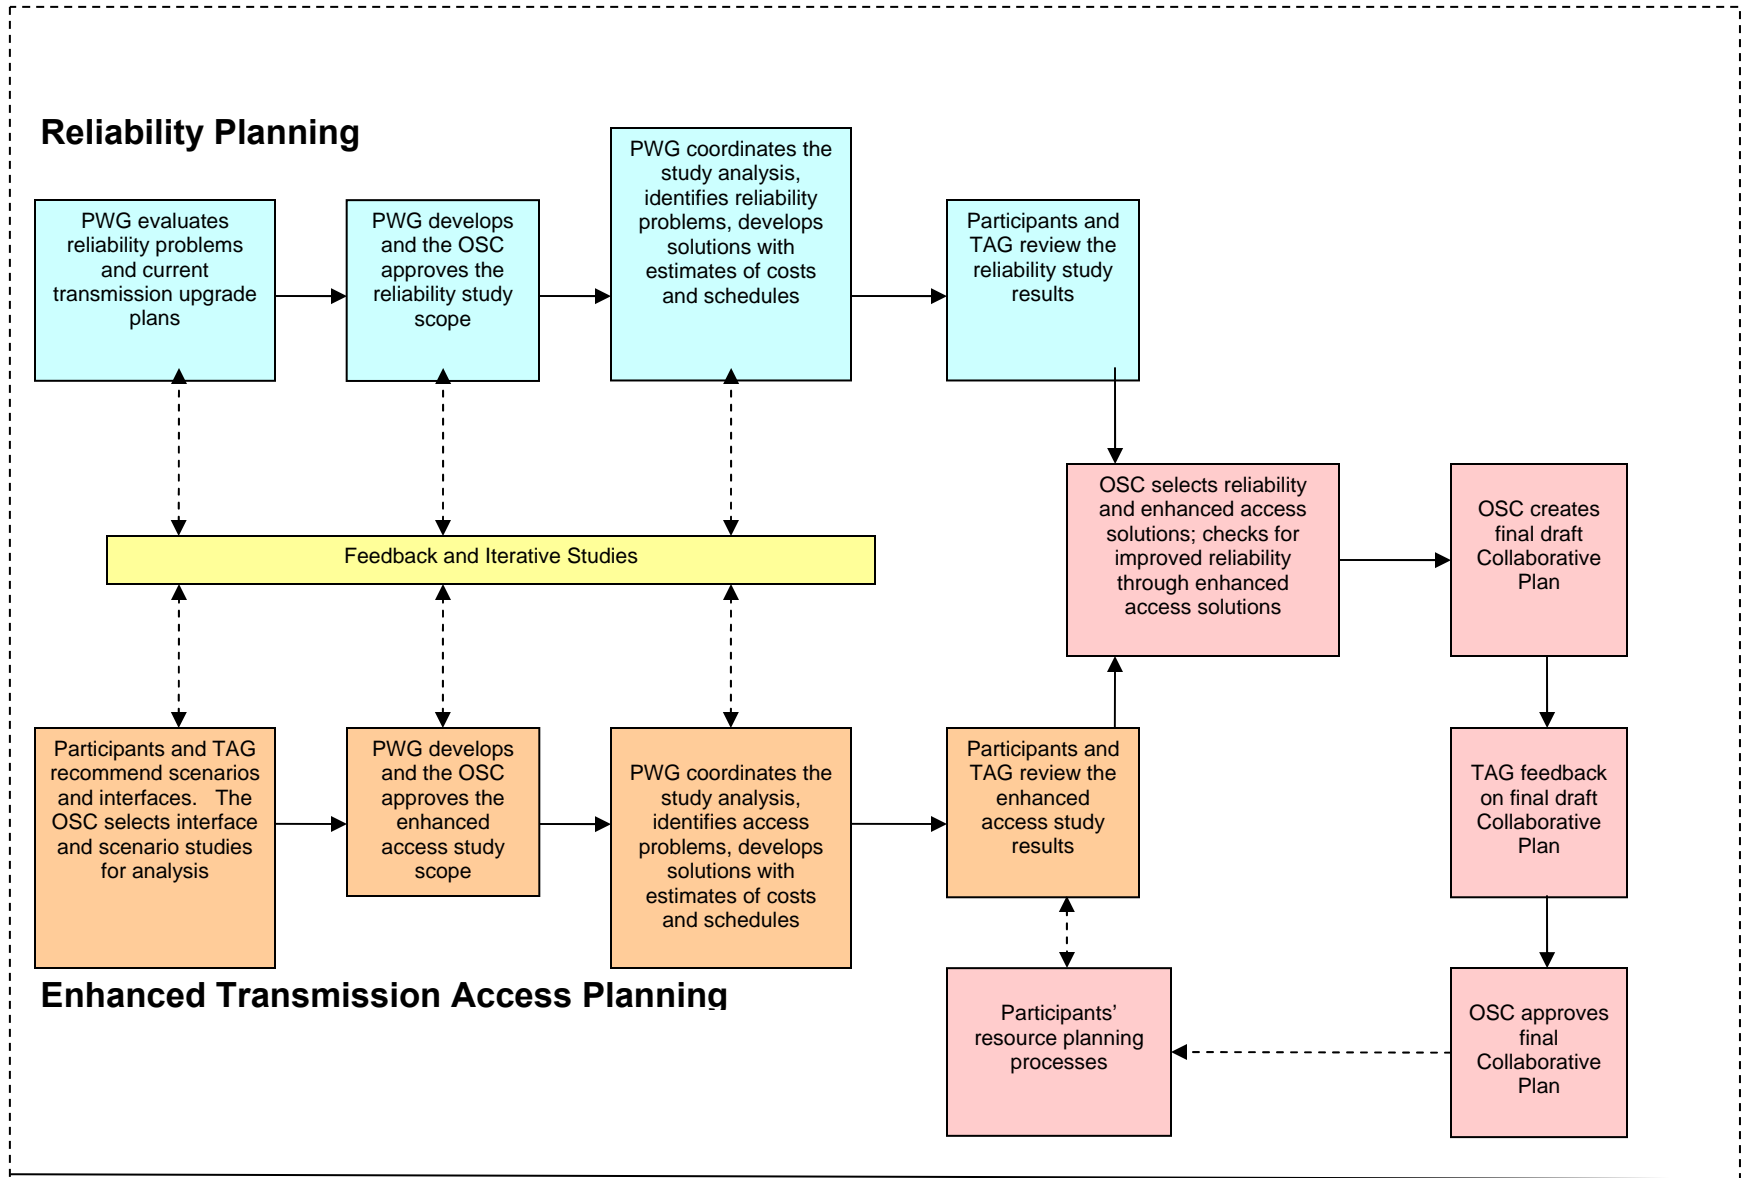 Reliability Planning
PWG evaluates
reliability problems
and current
transmission upgrade
plans
PWG develops
and the OSC
approves the
reliability study
scope
PWG coordinates the
study analysis,
identifies reliability
problems, develops
solutions with
estimates of costs
and schedules
Participants and
TAG review the
reliability study
results
Feedback and Iterative Studies
OSC selects reliability
and enhanced access
solutions; checks for
improved reliability
through enhanced
access solutions
OSC creates
final draft
Collaborative
Plan
Participants and TAG
recommend scenarios
and interfaces.   The
OSC selects interface
and scenario studies
for analysis
PWG develops
and the OSC
approves the
enhanced
access study
scope
PWG coordinates the
study analysis,
identifies access
problems, develops
solutions with
estimates of costs
and schedules
Participants and
TAG review the
enhanced
access study
results
TAG feedback
on final draft
Collaborative
Plan
Enhanced Transmission Access Planning
Participants’
resource planning
processes
OSC approves
final
Collaborative
Plan